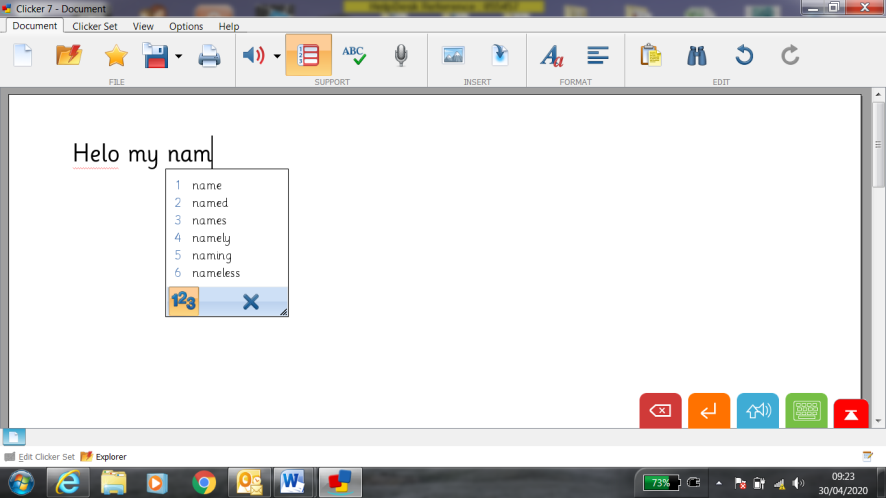 Clicker 7 - Document
Document Clicker Set View Options Help
ABC
FILE SUPPORT INSERT FORMAT EDIT
Helo my nam
1 name
2 named
3 names
4 namely
5 naming
6 nameless
123
Edit Clicker Set Explorer
73%
09:23
30/04/2020